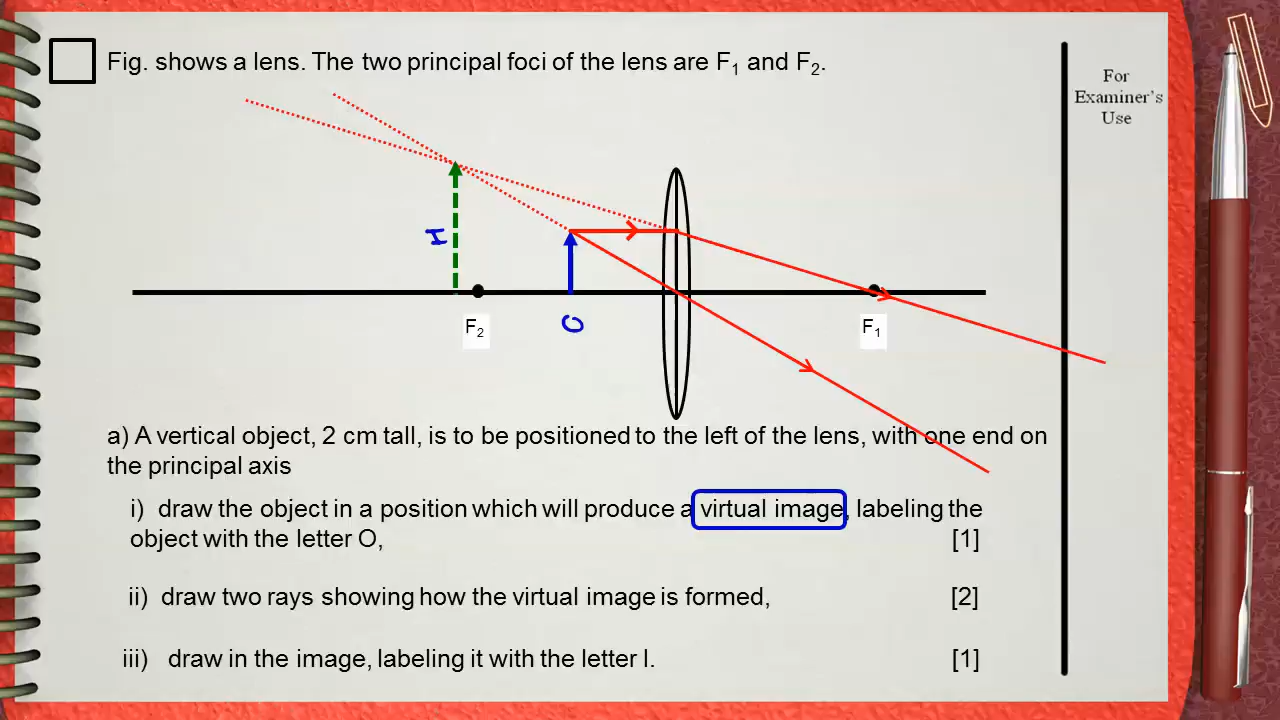 Fig. shows a lens. The two principal foci of the lens are F₁ and F₂.
For
Examiner's
Use
I
F₂
O
F₁
a) A vertical object, 2 cm tall, is to be positioned to the left of the lens, with one end on
the principal axis
i) draw the object in a position which will produce a virtual image, labeling the
object with the letter O, [1]
ii) draw two rays showing how the virtual image is formed, [2]
iii) draw in the image, labeling it with the letter I. [1]